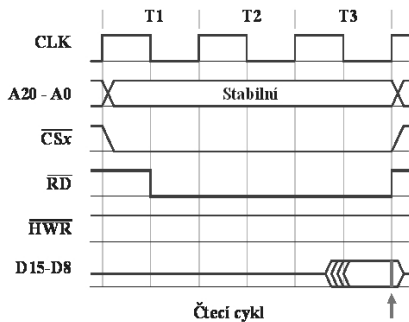 T1 T2 T3
CLK
A20 - A0 Stabilní
CSx
RD
HWR
D15-D8
Čtecí cykl